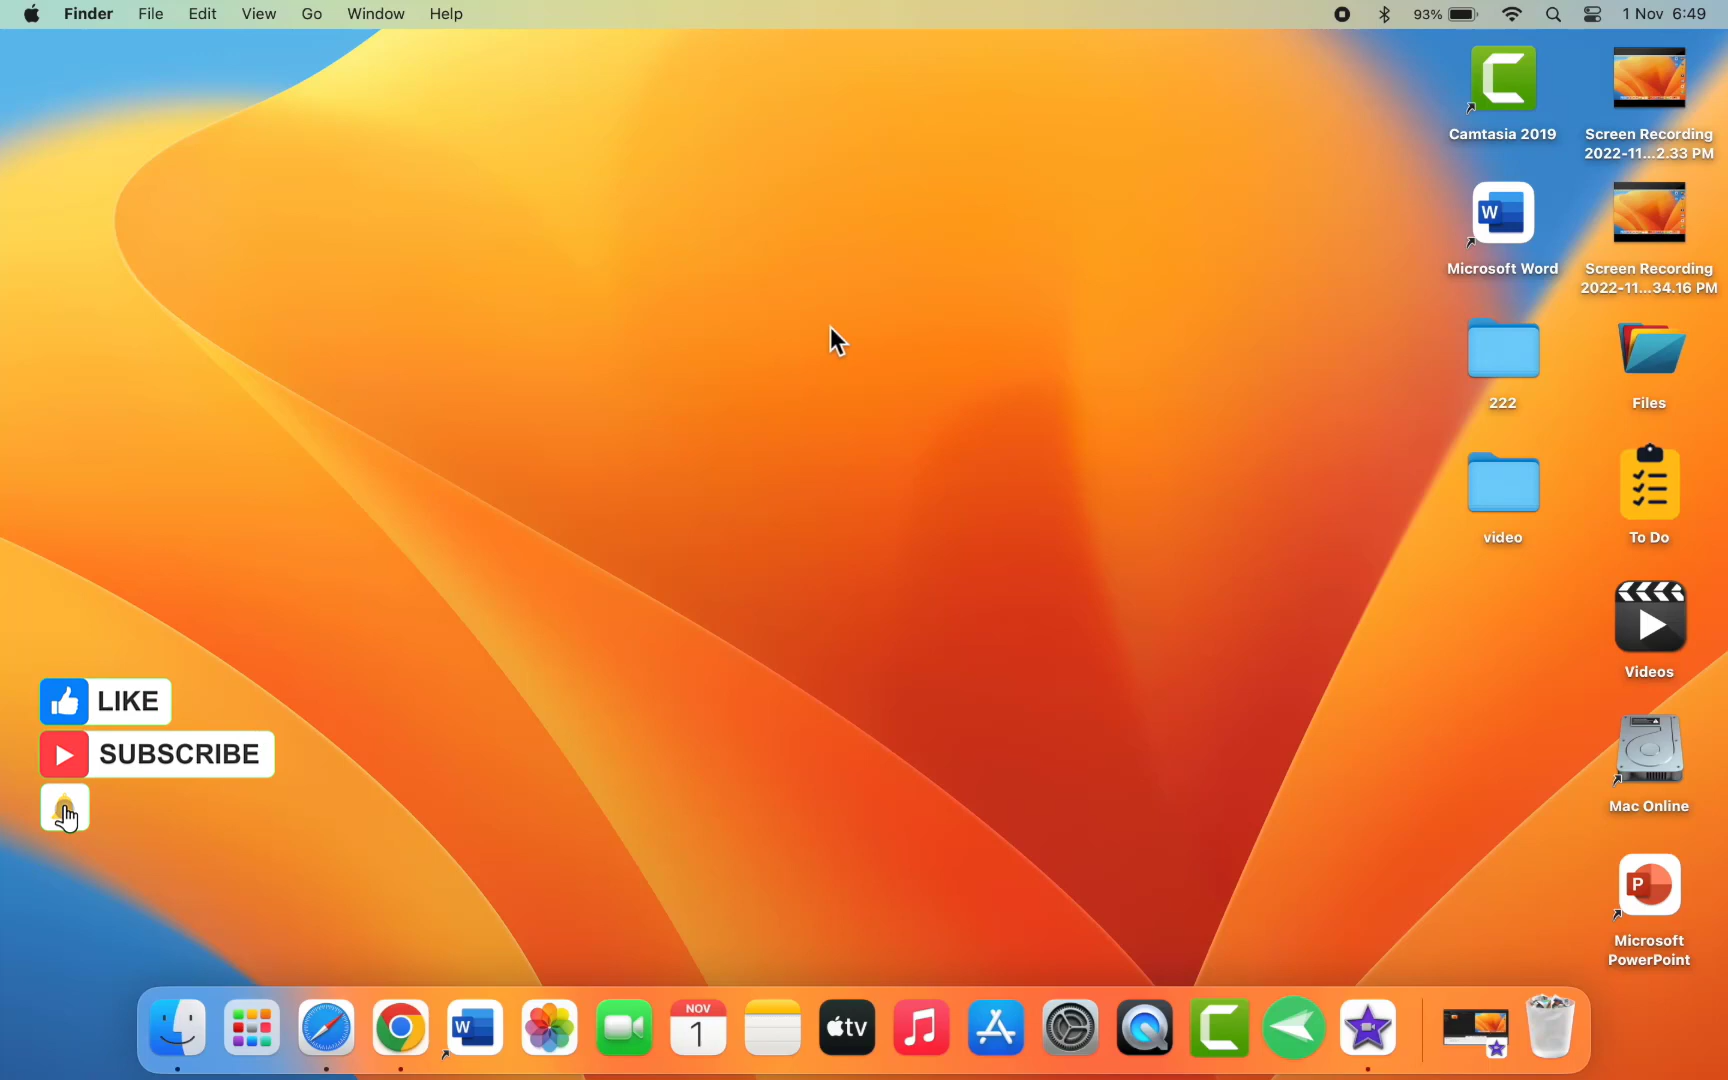 Finder File Edit View Go Window Help
93% 1 Nov 6:49
Camtasia 2019
Screen Recording
2022-11...2.33 PM
W
Microsoft Word
Screen Recording
2022-11...34.16 PM
222
Files
video
To Do
Videos
Mac Online
P
Microsoft
PowerPoint
LIKE
SUBSCRIBE
W
NOV
1
tv